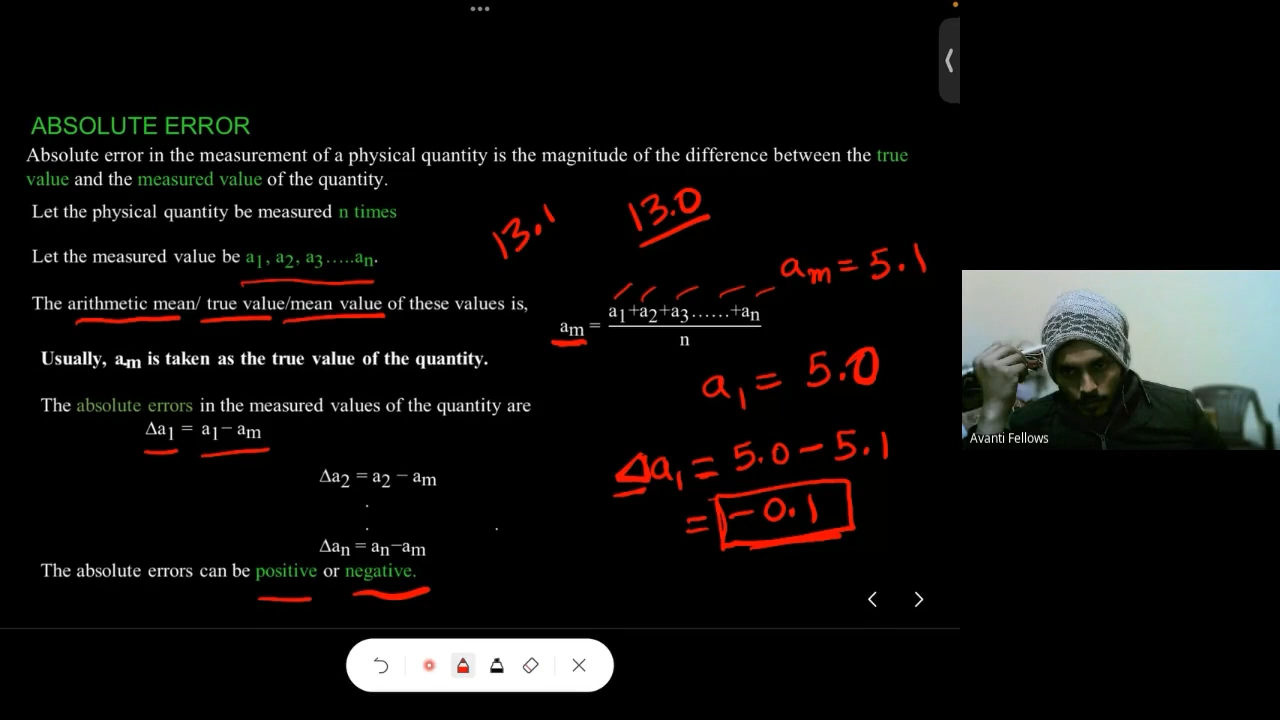 ABSOLUTE ERROR
Absolute error in the measurement of a physical quantity is the magnitude of the difference between the true
value and the measured value of the quantity.
Let the physical quantity be measured n times
13.1 13.0
Let the measured value be a₁, a₂, a₃.....aₙ.
aₘ = 5.1
The arithmetic mean/ true value/mean value of these values is,
aₘ = a₁+a₂+a₃......+aₙ
n
Usually, aₘ is taken as the true value of the quantity.
a₁ = 5.0
The absolute errors in the measured values of the quantity are
Δa₁ = a₁− aₘ
Δa₁ = 5.0 − 5.1
Δa₂ = a₂ − aₘ
= −0.1
.
. .
Δaₙ = aₙ−aₘ
The absolute errors can be positive or negative.
Avanti Fellows